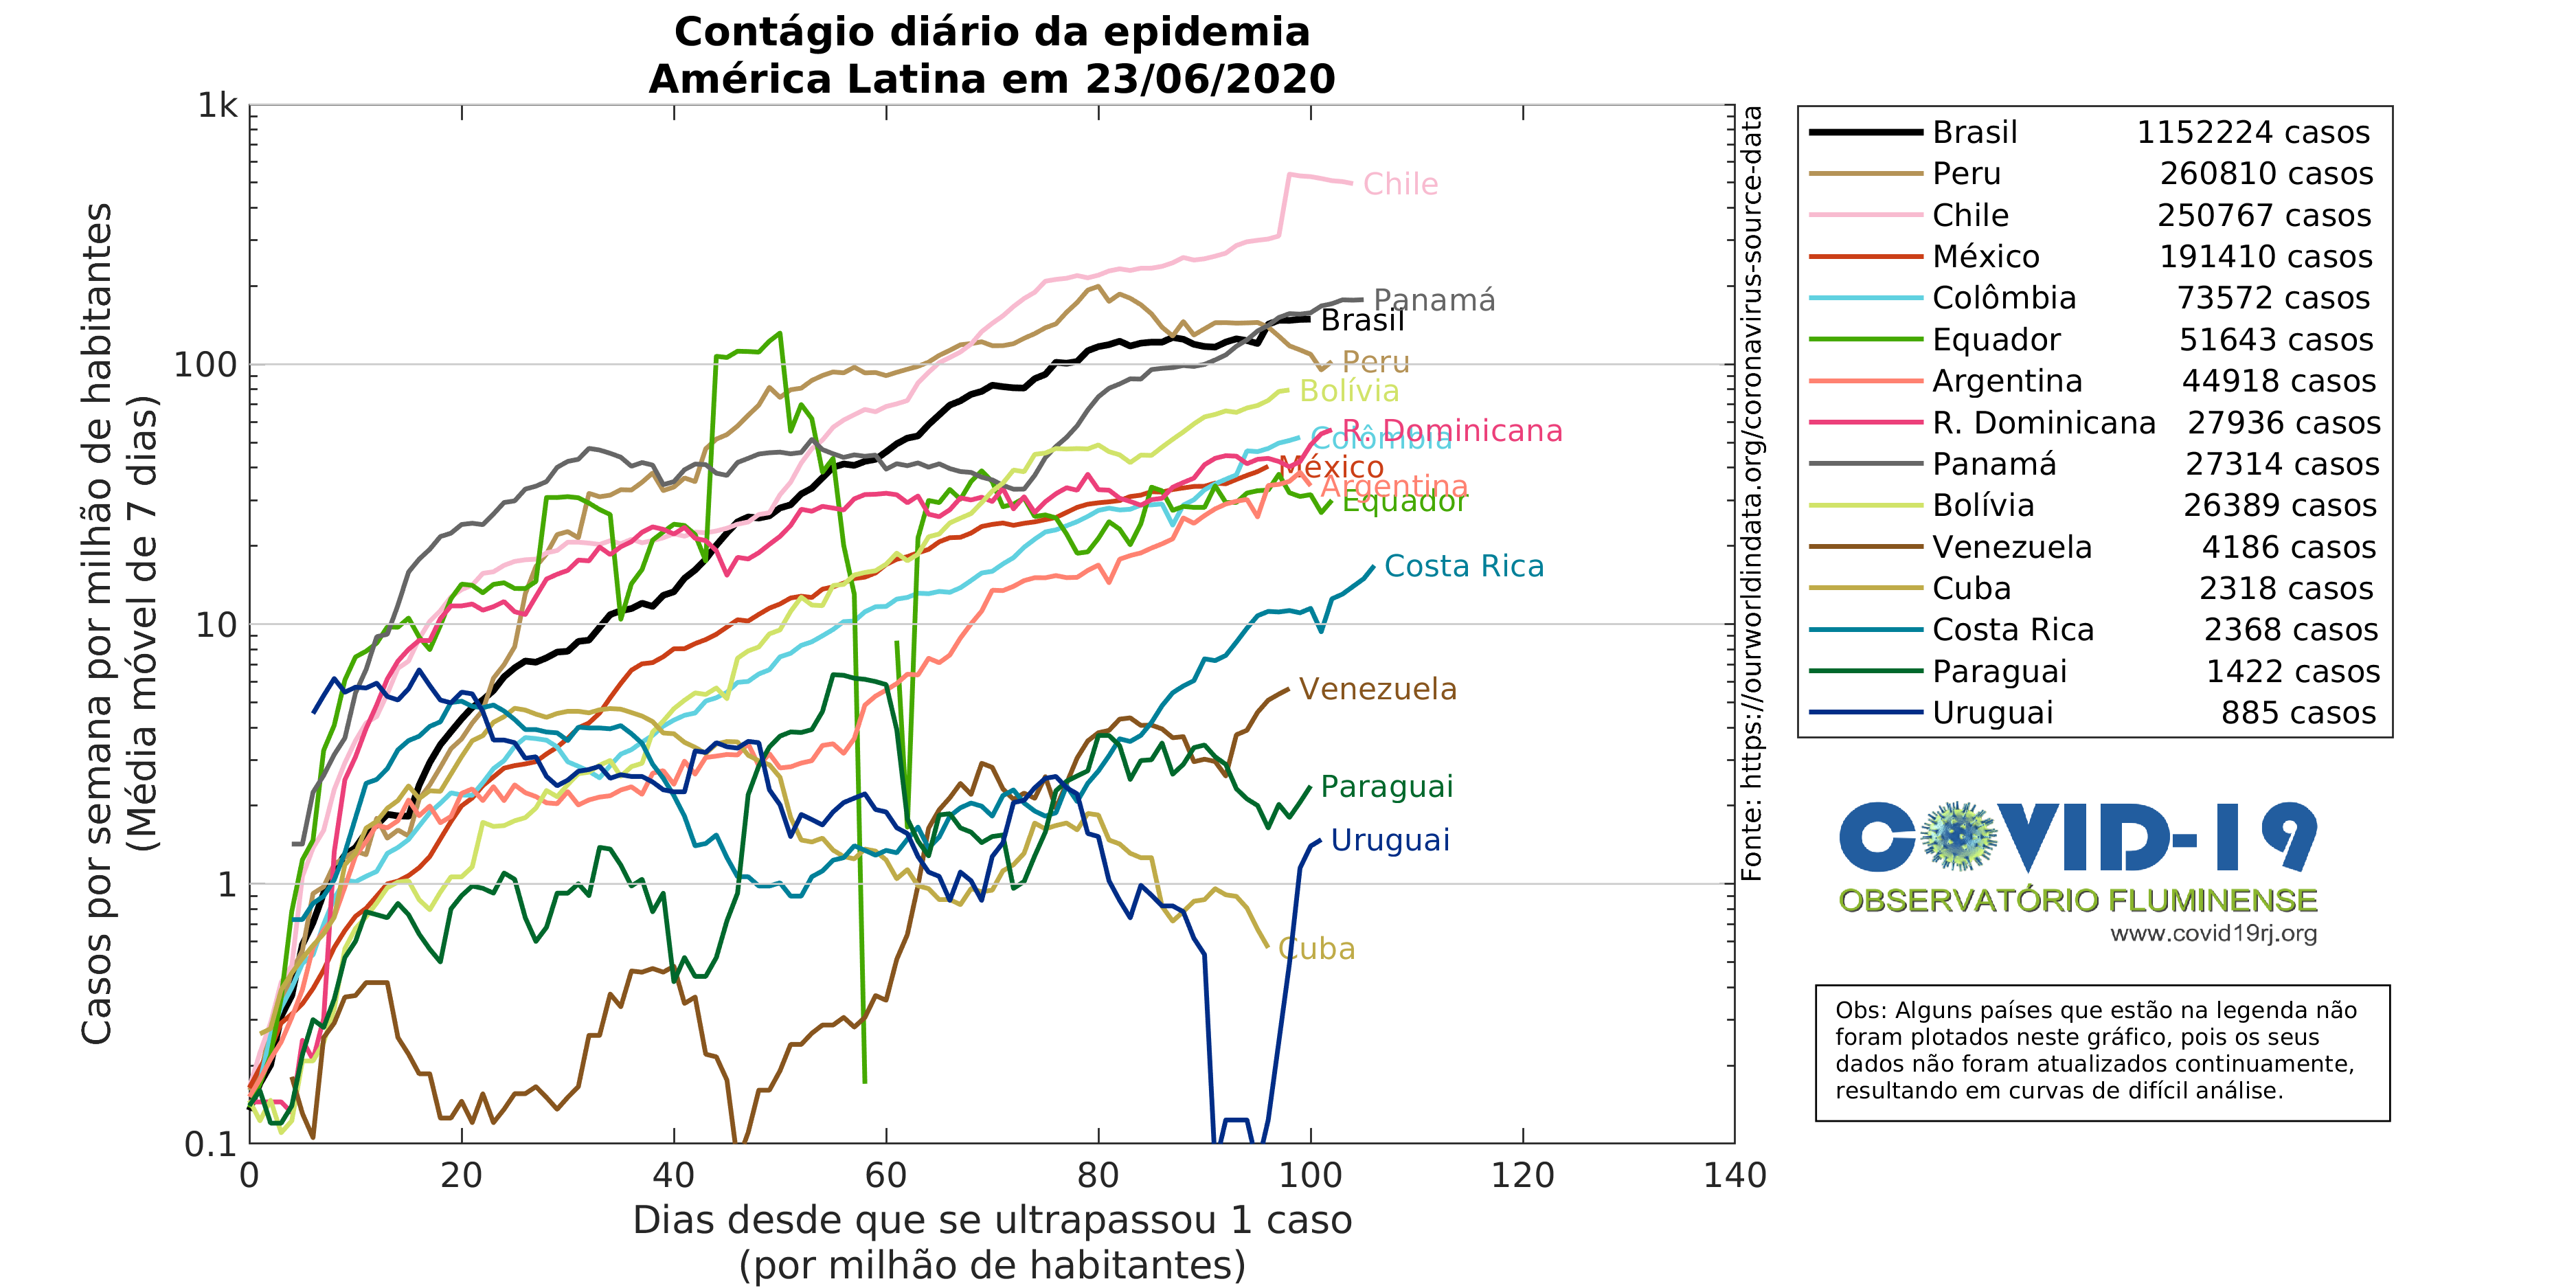 Contágio diário da epidemia
América Latina em 23/06/2020
Casos por semana por milhão de habitantes
(Média móvel de 7 dias)
1k
100
10
1
0.1
0
20
40
60
80
100
120
140
Dias desde que se ultrapassou 1 caso
(por milhão de habitantes)
Chile
Panamá
Brasil
Peru
Bolívia
R. Dominicana
Colômbia
México
Argentina
Equador
Costa Rica
Venezuela
Paraguai
Uruguai
Cuba
Fonte: https://ourworldindata.org/coronavirus-source-data
Brasil 1152224 casos
Peru 260810 casos
Chile 250767 casos
México 191410 casos
Colômbia 73572 casos
Equador 51643 casos
Argentina 44918 casos
R. Dominicana 27936 casos
Panamá 27314 casos
Bolívia 26389 casos
Venezuela 4186 casos
Cuba 2318 casos
Costa Rica 2368 casos
Paraguai 1422 casos
Uruguai 885 casos
COVID-19
OBSERVATÓRIO FLUMINENSE
www.covid19rj.org
Obs: Alguns países que estão na legenda não
foram plotados neste gráfico, pois os seus
dados não foram atualizados continuamente,
resultando em curvas de difícil análise.